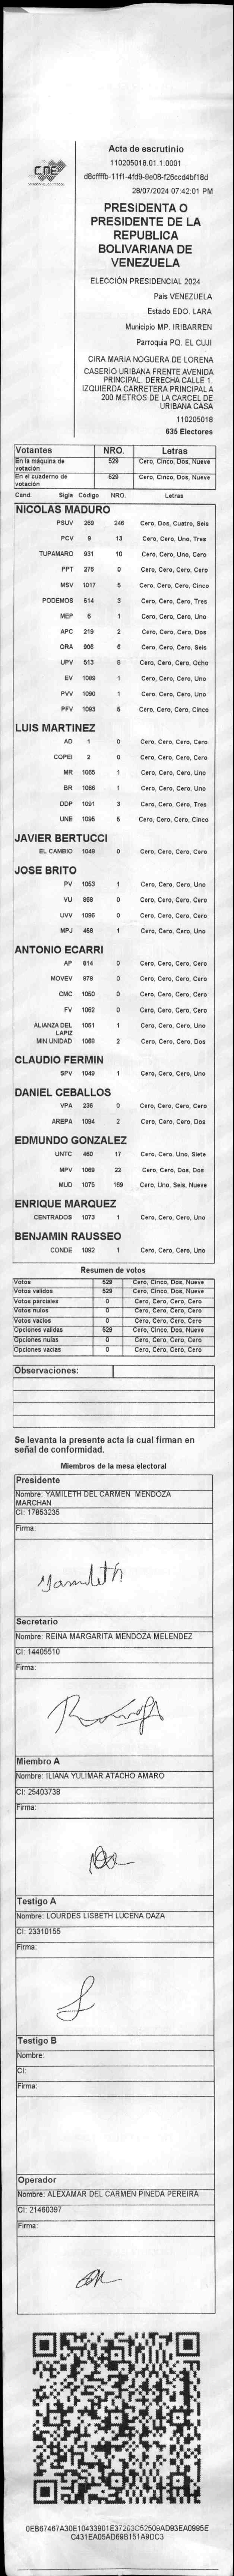 CNE
Acta de escrutinio
110205018.01.1.0001
28/07/2024 07:42:01 PM
PRESIDENTA O
PRESIDENTE DE LA
REPUBLICA
BOLIVARIANA DE
VENEZUELA
ELECCIÓN PRESIDENCIAL 2024
País VENEZUELA
Estado EDO. LARA
Municipio MP. IRIBARREN
Parroquia PQ. EL CUJI
CIRA MARIA NOGUERA DE LORENA
CASERÍO URIBANA FRENTE AVENIDA
PRINCIPAL. DERECHA CALLE 1.
IZQUIERDA CARRETERA PRINCIPAL A
200 METROS DE LA CARCEL DE
URIBANA CASA
110205018
635 Electores
Votantes NRO. Letras
En la máquina de votación 529 Cero, Cinco, Dos, Nueve
En el cuaderno de votación 529 Cero, Cinco, Dos, Nueve
Cand. Sigla Código NRO. Letras
NICOLAS MADURO
PSUV 269 246 Cero, Dos, Cuatro, Seis
PCV 9 13 Cero, Cero, Uno, Tres
TUPAMARO 931 10 Cero, Cero, Uno, Cero
PPT 276 0 Cero, Cero, Cero, Cero
MSV 1017 5 Cero, Cero, Cero, Cinco
PODEMOS 514 3 Cero, Cero, Cero, Tres
MEP 6 1 Cero, Cero, Cero, Uno
APC 219 2 Cero, Cero, Cero, Dos
ORA 906 6 Cero, Cero, Cero, Seis
UPV 513 8 Cero, Cero, Cero, Ocho
EV 1089 1 Cero, Cero, Cero, Uno
PVV 1090 1 Cero, Cero, Cero, Uno
PFV 1093 5 Cero, Cero, Cero, Cinco
LUIS MARTINEZ
AD 1 0 Cero, Cero, Cero, Cero
COPEI 2 0 Cero, Cero, Cero, Cero
MR 1065 1 Cero, Cero, Cero, Uno
BR 1066 1 Cero, Cero, Cero, Uno
DDP 1091 3 Cero, Cero, Cero, Tres
UNE 1096 5 Cero, Cero, Cero, Cinco
JAVIER BERTUCCI
EL CAMBIO 1048 0 Cero, Cero, Cero, Cero
JOSE BRITO
PV 1053 1 Cero, Cero, Cero, Uno
VU 868 0 Cero, Cero, Cero, Cero
UVV 0 Cero, Cero, Cero, Cero
MPJ 458 1 Cero, Cero, Cero, Uno
ANTONIO ECARRI
AP 914 0 Cero, Cero, Cero, Cero
MOVEV 978 0 Cero, Cero, Cero, Cero
CMC 1050 0 Cero, Cero, Cero, Cero
FV 1062 0 Cero, Cero, Cero, Cero
ALIANZA DEL LAPIZ 1051 1 Cero, Cero, Cero, Uno
MIN UNIDAD 1068 2 Cero, Cero, Cero, Dos
CLAUDIO FERMIN
SPV 1049 1 Cero, Cero, Cero, Uno
DANIEL CEBALLOS
VPA 236 0 Cero, Cero, Cero, Cero
AREPA 1094 2 Cero, Cero, Cero, Dos
EDMUNDO GONZALEZ
UNTC 460 17 Cero, Cero, Uno, Siete
MPV 1069 22 Cero, Cero, Dos, Dos
MUD 1075 169 Cero, Uno, Seis, Nueve
ENRIQUE MARQUEZ
CENTRADOS 1073 1 Cero, Cero, Cero, Uno
BENJAMIN RAUSSEO
CONDE 1092 1 Cero, Cero, Cero, Uno
Resumen de votos
Votos 529 Cero, Cinco, Dos, Nueve
Votos validos 529 Cero, Cinco, Dos, Nueve
Votos parciales 0 Cero, Cero, Cero, Cero
Votos nulos 0 Cero, Cero, Cero, Cero
Votos vacios 0 Cero, Cero, Cero, Cero
Opciones validas 529 Cero, Cinco, Dos, Nueve
Opciones nulas 0 Cero, Cero, Cero, Cero
Opciones vacias 0 Cero, Cero, Cero, Cero
Observaciones:
Se levanta la presente acta la cual firman en
señal de conformidad.
Miembros de la mesa electoral
Presidente
Nombre: YAMILETH DEL CARMEN MENDOZA
MARCHAN
CI: 17853235
Firma:
Yamileth
Secretario
Nombre: REINA MARGARITA MENDOZA MELENDEZ
CI: 14405510
Firma:
Miembro A
Nombre: ILIANA YULIMAR ATACHO AMARO
CI: 25403738
Firma:
Testigo A
Nombre: LOURDES LISBETH LUCENA DAZA
CI: 23310155
Firma:
Testigo B
Nombre:
CI:
Firma:
Operador
Nombre: ALEXAMAR DEL CARMEN PINEDA PEREIRA
CI: 21460397
Firma:
0EB67467A30E10433901E37203C52509AD93EA0995E
C431EA05AD69B151A9DC3